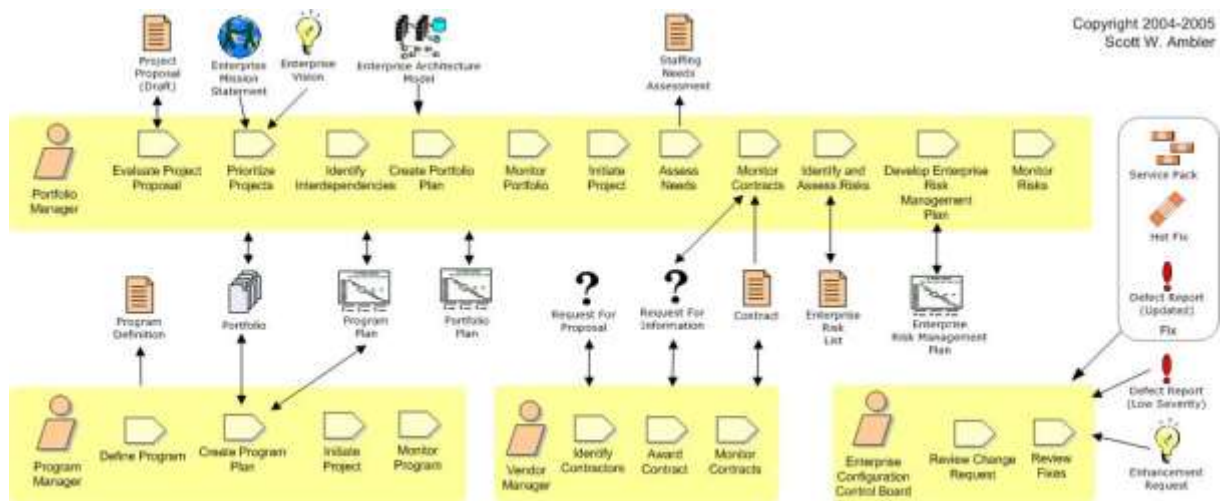 Copyright 2004-2005
Scott W. Ambler
Project
Proposal
(Draft)
Enterprise
Mission
Statement
Enterprise
Vision
Enterprise Architecture
Model
Staffing
Needs
Assessment
Portfolio
Manager
Evaluate Project
Proposal
Prioritize
Projects
Identify
Interdependencies
Create Portfolio
Plan
Monitor
Portfolio
Initiate
Project
Assess
Needs
Monitor
Contracts
Identify and
Assess Risks
Develop Enterprise
Risk
Management
Plan
Monitor
Risks
Service Pack
Hot Fix
Defect Report
(Updated)
Fix
Program
Definition
Portfolio
Program
Plan
Portfolio
Plan
Request For
Proposal
Request For
Information
Contract
Enterprise
Risk
List
Enterprise
Risk Management
Plan
Defect Report
(Low Severity)
Enhancement
Request
Program
Manager
Define Program
Create Program
Plan
Initiate
Project
Monitor
Program
Vendor
Manager
Identify
Contractors
Award
Contract
Monitor
Contracts
Enterprise
Configuration
Control Board
Review Change
Request
Review
Fixes